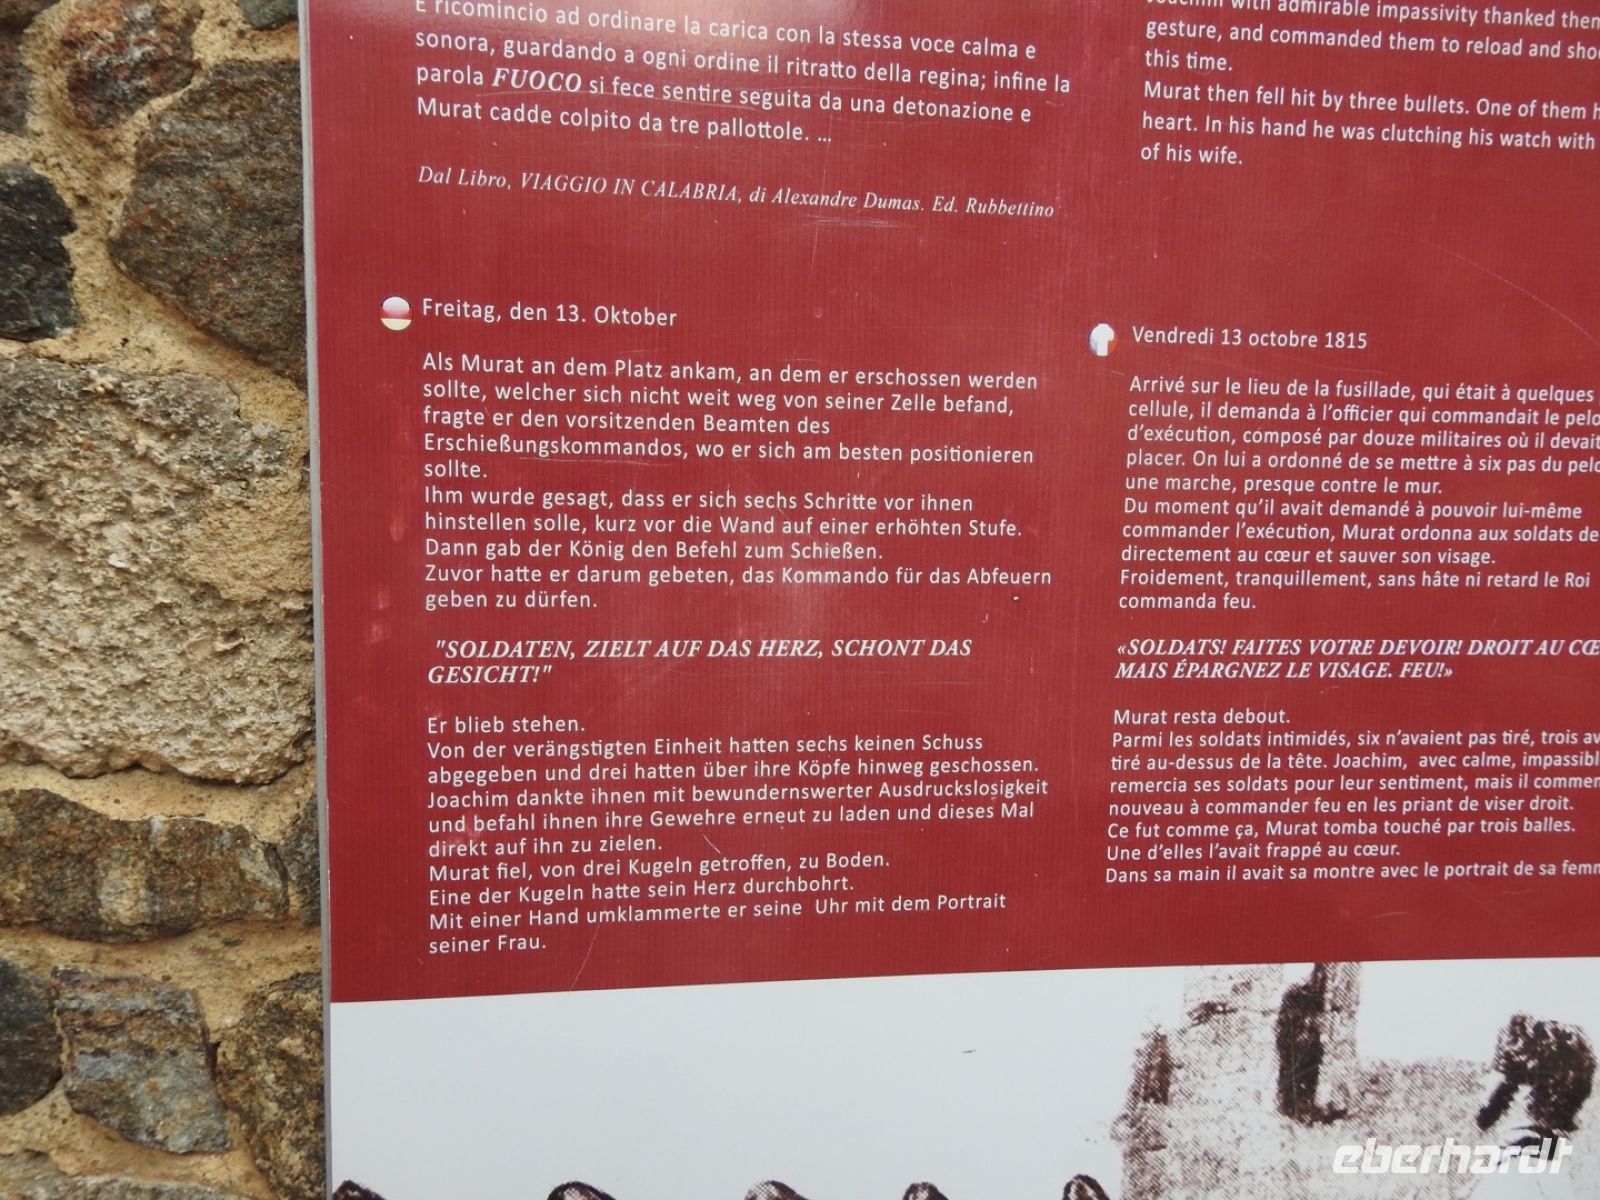 E ricomincio ad ordinare la carica con la stessa voce calma e
sonora, guardando a ogni ordine il ritratto della regina; infine la
parola FUOCO si fece sentire seguita da una detonazione e
Murat cadde colpito da tre pallottole. ...
Dal Libro, VIAGGIO IN CALABRIA, di Alexandre Dumas. Ed. Rubbettino
Joachim with admirable impassivity thanked them
gesture, and commanded them to reload and
this time.
Murat then fell hit by three bullets. One of them
heart. In his hand he was clutching his watch with
of his wife.
Freitag, den 13. Oktober
Als Murat an dem Platz ankam, an dem er erschossen werden
sollte, welcher sich nicht weit weg von seiner Zelle befand,
fragte er den vorsitzenden Beamten des
Erschießungskommandos, wo er sich am besten positionieren
sollte.
Ihm wurde gesagt, dass er sich sechs Schritte vor ihnen
hinstellen solle, kurz vor die Wand auf einer erhöhten Stufe.
Dann gab der König den Befehl zum Schießen.
Zuvor hatte er darum gebeten, das Kommando für das Abfeuern
geben zu dürfen.
"SOLDATEN, ZIELT AUF DAS HERZ, SCHONT DAS
GESICHT!"
Er blieb stehen.
Von der verängstigten Einheit hatten sechs keinen Schuss
abgegeben und drei hatten über ihre Köpfe hinweg geschossen.
Joachim dankte ihnen mit bewundernswerter Ausdruckslosigkeit
und befahl ihnen ihre Gewehre erneut zu laden und dieses Mal
direkt auf ihn zu zielen.
Murat fiel, von drei Kugeln getroffen, zu Boden.
Eine der Kugeln hatte sein Herz durchbohrt.
Mit einer Hand umklammerte er seine Uhr mit dem Portrait
seiner Frau.
Vendredi 13 octobre 1815
Arrivé sur le lieu de la fusillade, qui était à quelques
cellule, il demanda à l'officier qui commandait le
d'exécution, composé par douze militaires où il devait
placer. On lui a ordonné de se mettre à six pas du
une marche, presque contre le mur.
Du moment qu'il avait demandé à pouvoir lui-même
commander l'exécution, Murat ordonna aux soldats de
directement au cœur et sauver son visage.
Froidement, tranquillement, sans hâte ni retard le Roi
commanda feu.
«SOLDATS! FAITES VOTRE DEVOIR! DROIT AU
MAIS ÉPARGNEZ LE VISAGE. FEU!»
Murat resta debout.
Parmi les soldats intimidés, six n'avaient pas tiré, trois
tiré au-dessus de la tête. Joachim, avec calme,
remercia ses soldats pour leur sentiment, mais il
nouveau à commander feu en les priant de viser droit.
Ce fut comme ça, Murat tomba touché par trois balles.
Une d'elles l'avait frappé au cœur.
Dans sa main il avait sa montre avec le portrait de sa
eberhardt